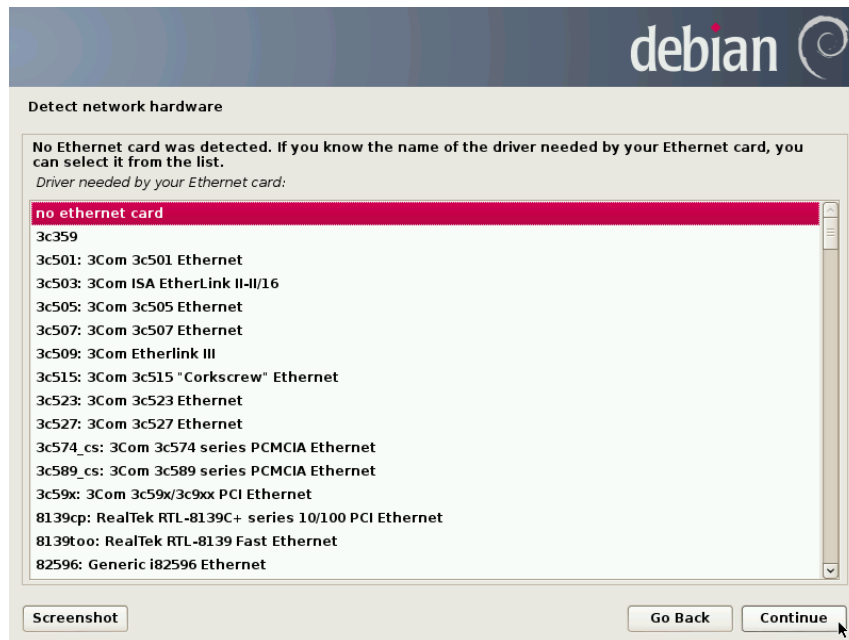 debian
Detect network hardware
No Ethernet card was detected. If you know the name of the driver needed by your Ethernet card, you
can select it from the list.
Driver needed by your Ethernet card:
no ethernet card
3c359
3c501: 3Com 3c501 Ethernet
3c503: 3Com ISA EtherLink II-II/16
3c505: 3Com 3c505 Ethernet
3c507: 3Com 3c507 Ethernet
3c509: 3Com Etherlink III
3c515: 3Com 3c515 "Corkscrew" Ethernet
3c523: 3Com 3c523 Ethernet
3c527: 3Com 3c527 Ethernet
3c574_cs: 3Com 3c574 series PCMCIA Ethernet
3c589_cs: 3Com 3c589 series PCMCIA Ethernet
3c59x: 3Com 3c59x/3c9xx PCI Ethernet
8139cp: RealTek RTL-8139C+ series 10/100 PCI Ethernet
8139too: RealTek RTL-8139 Fast Ethernet
82596: Generic i82596 Ethernet
Screenshot Go Back Continue